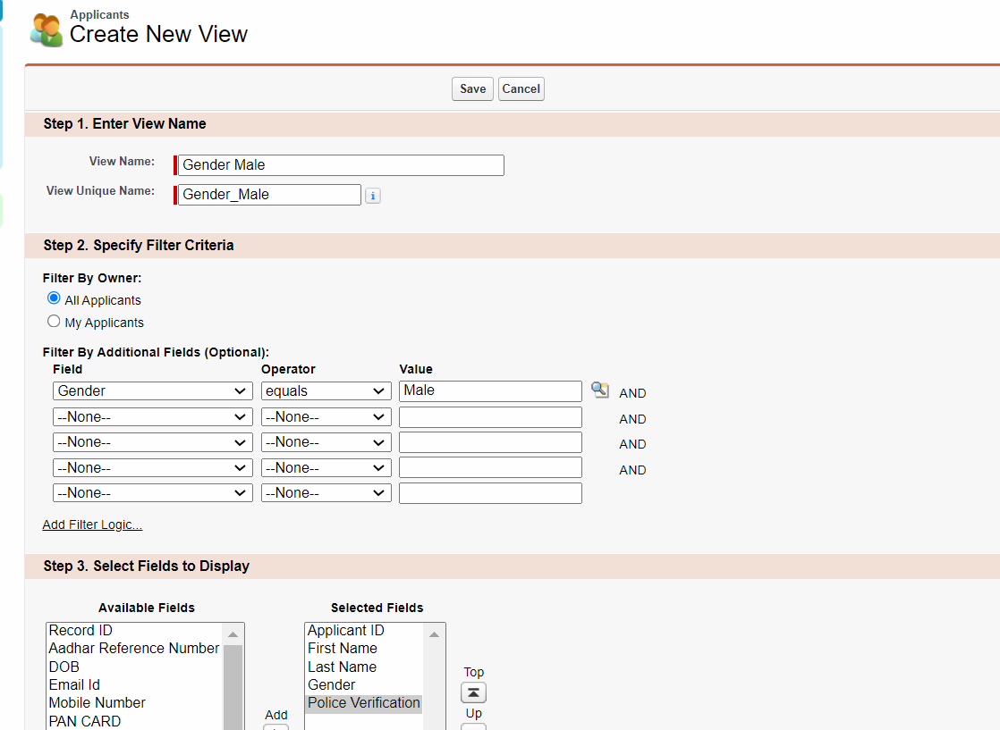 Applicants
Create New View
Save Cancel
Step 1. Enter View Name
View Name: Gender Male
View Unique Name: Gender_Male i
Step 2. Specify Filter Criteria
Filter By Owner:
All Applicants
My Applicants
Filter By Additional Fields (Optional):
Field Operator Value
Gender equals Male AND
--None-- --None-- AND
--None-- --None-- AND
--None-- --None-- AND
--None-- --None--
Add Filter Logic...
Step 3. Select Fields to Display
Available Fields Selected Fields
Record ID Applicant ID
Aadhar Reference Number First Name
DOB Last Name Top
Email Id Gender
Mobile Number Police Verification
PAN CARD Add Up